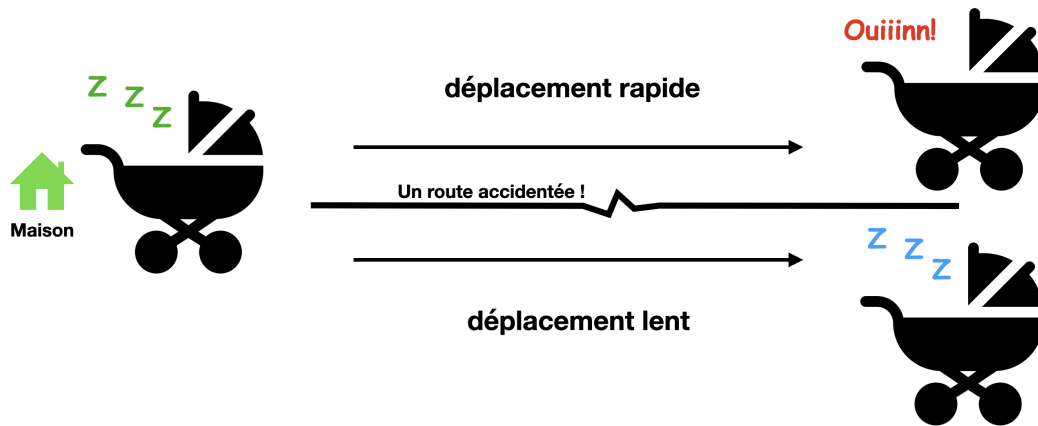 Ouiiinn!
z z z
déplacement rapide
Un route accidentée !
Maison
z z z
déplacement lent